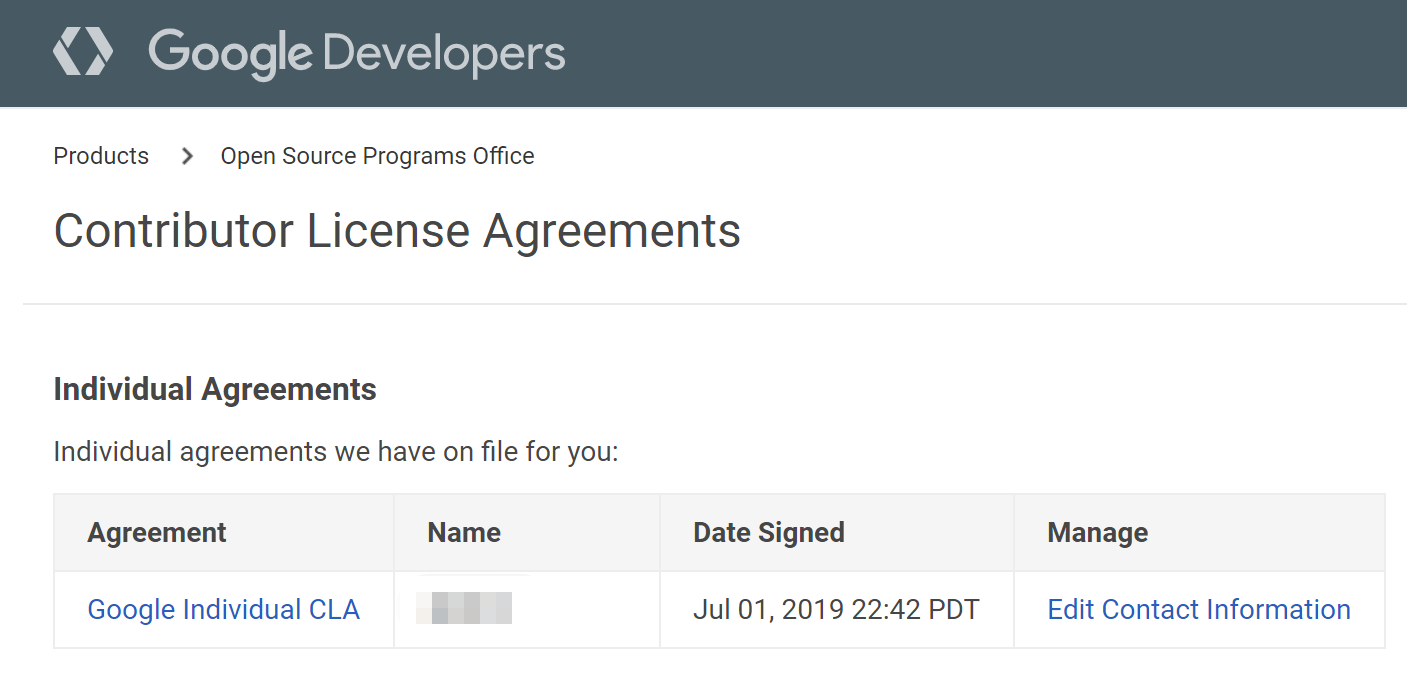 Google Developers
Products > Open Source Programs Office
Contributor License Agreements
Individual Agreements
Individual agreements we have on file for you:
Agreement Name Date Signed Manage
Google Individual CLA Jul 01, 2019 22:42 PDT Edit Contact Information